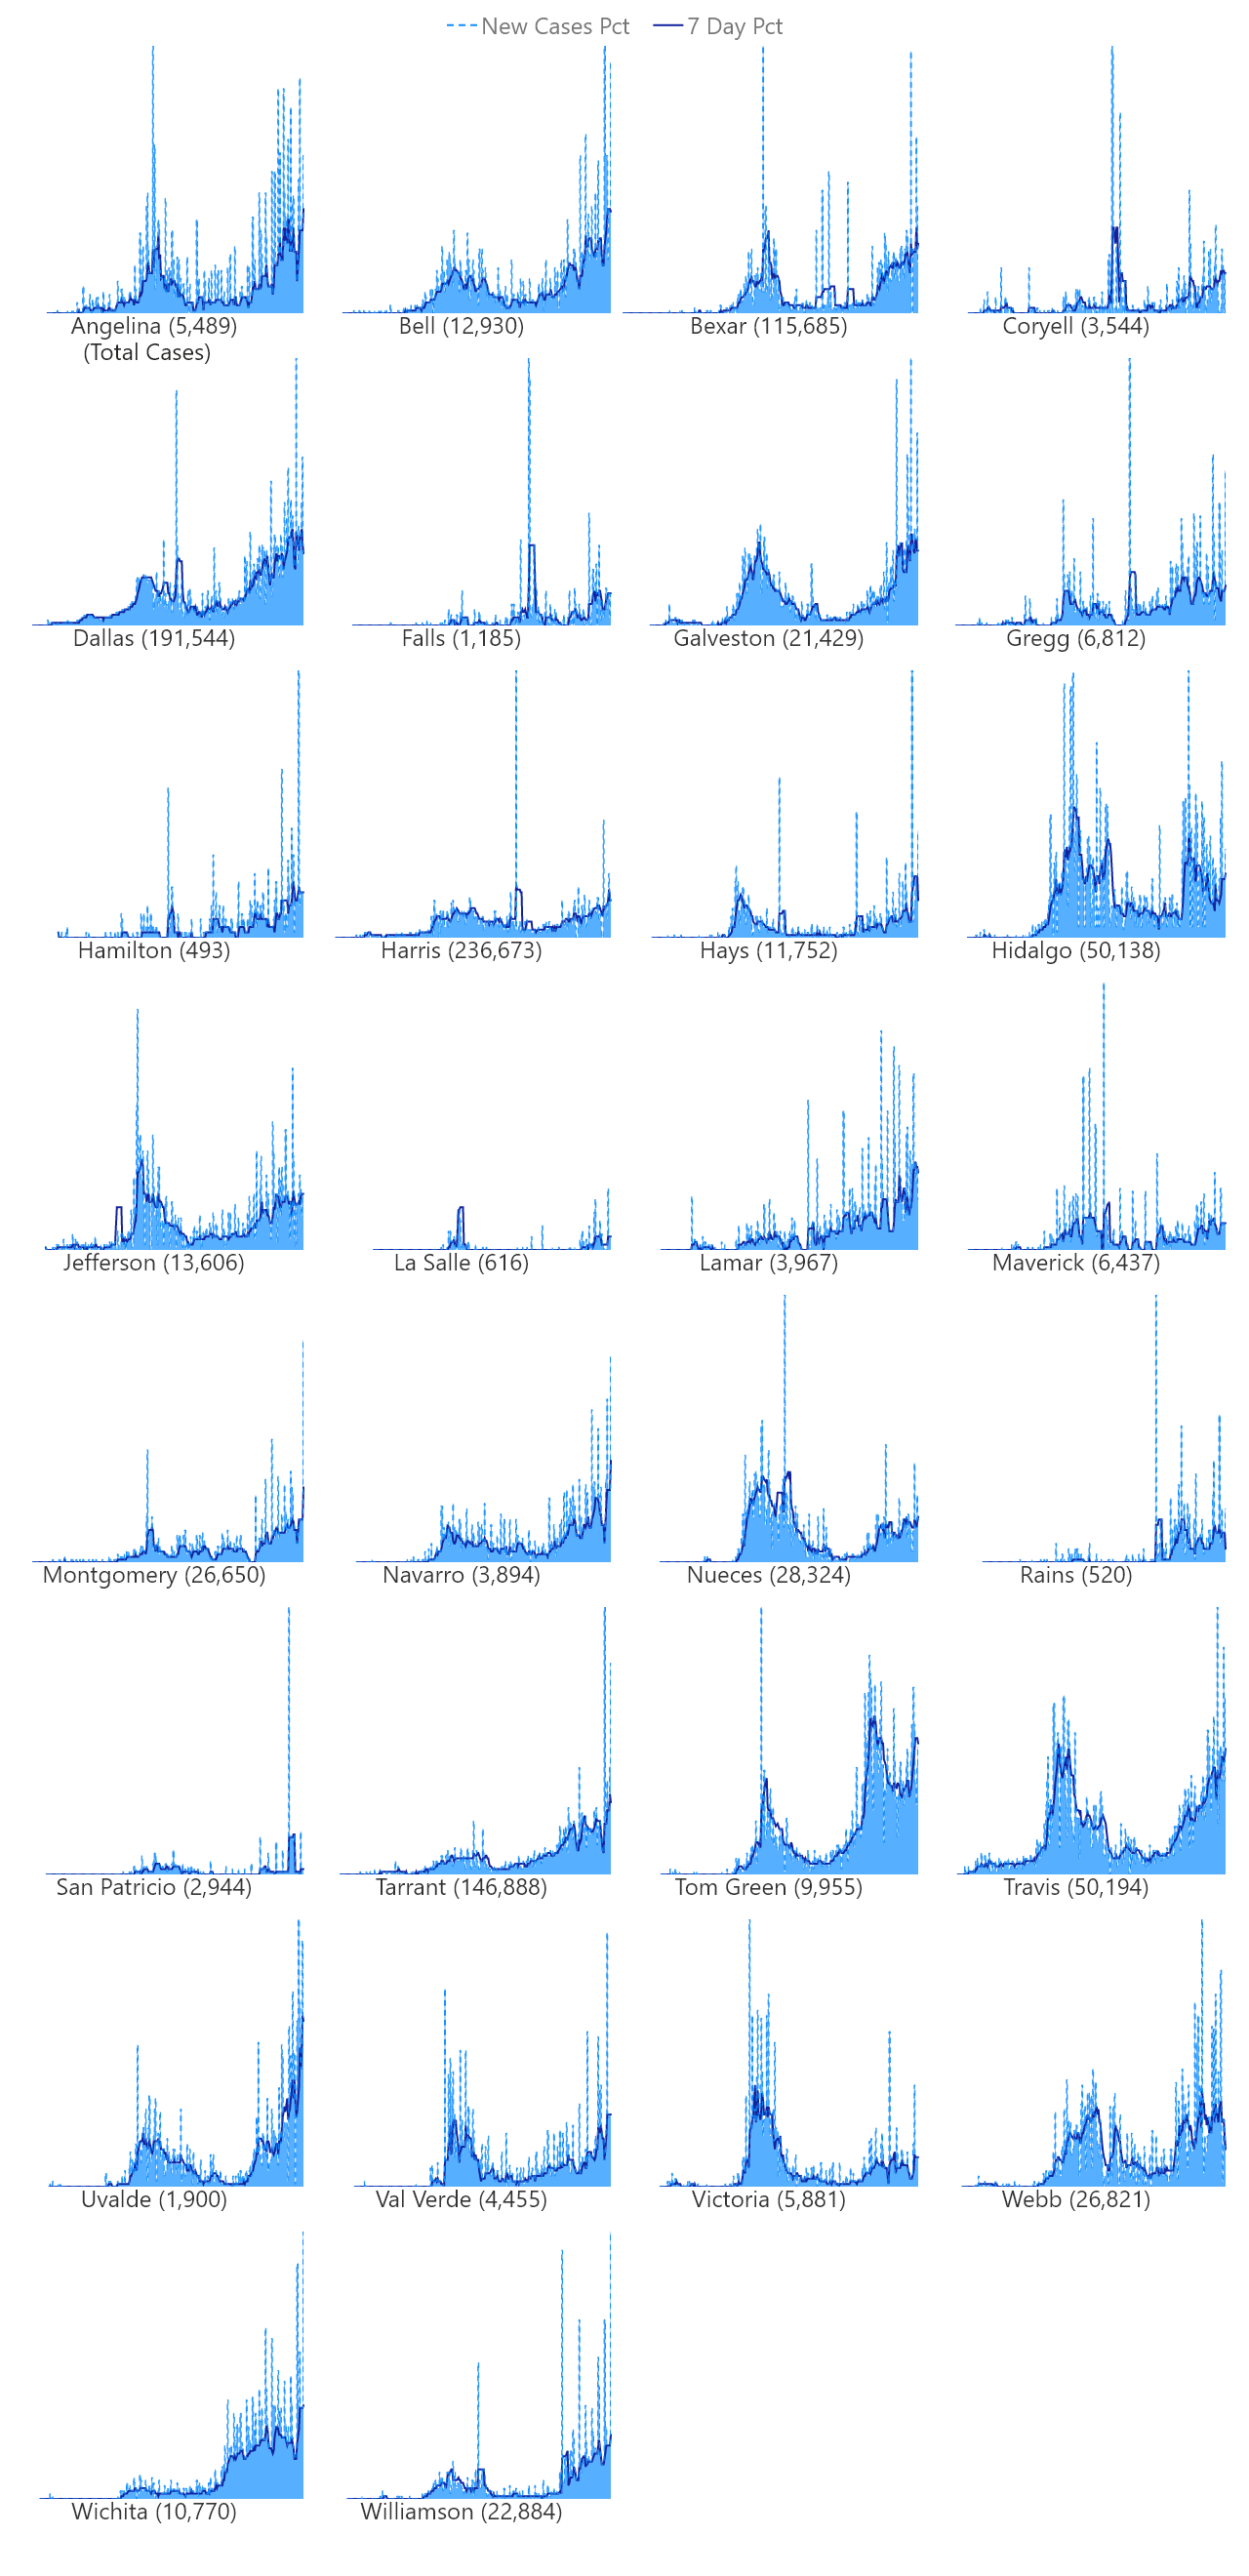 New Cases Pct 7 Day Pct
Angelina (5,489) Bell (12,930) Bexar (115,685) Coryell (3,544)
(Total Cases)
Dallas (191,544) Falls (1,185) Galveston (21,429) Gregg (6,812)
Hamilton (493) Harris (236,673) Hays (11,752) Hidalgo (50,138)
Jefferson (13,606) La Salle (616) Lamar (3,967) Maverick (6,437)
Montgomery (26,650) Navarro (3,894) Nueces (28,324) Rains (520)
San Patricio (2,944) Tarrant (146,888) Tom Green (9,955) Travis (50,194)
Uvalde (1,900) Val Verde (4,455) Victoria (5,881) Webb (26,821)
Wichita (10,770) Williamson (22,884)